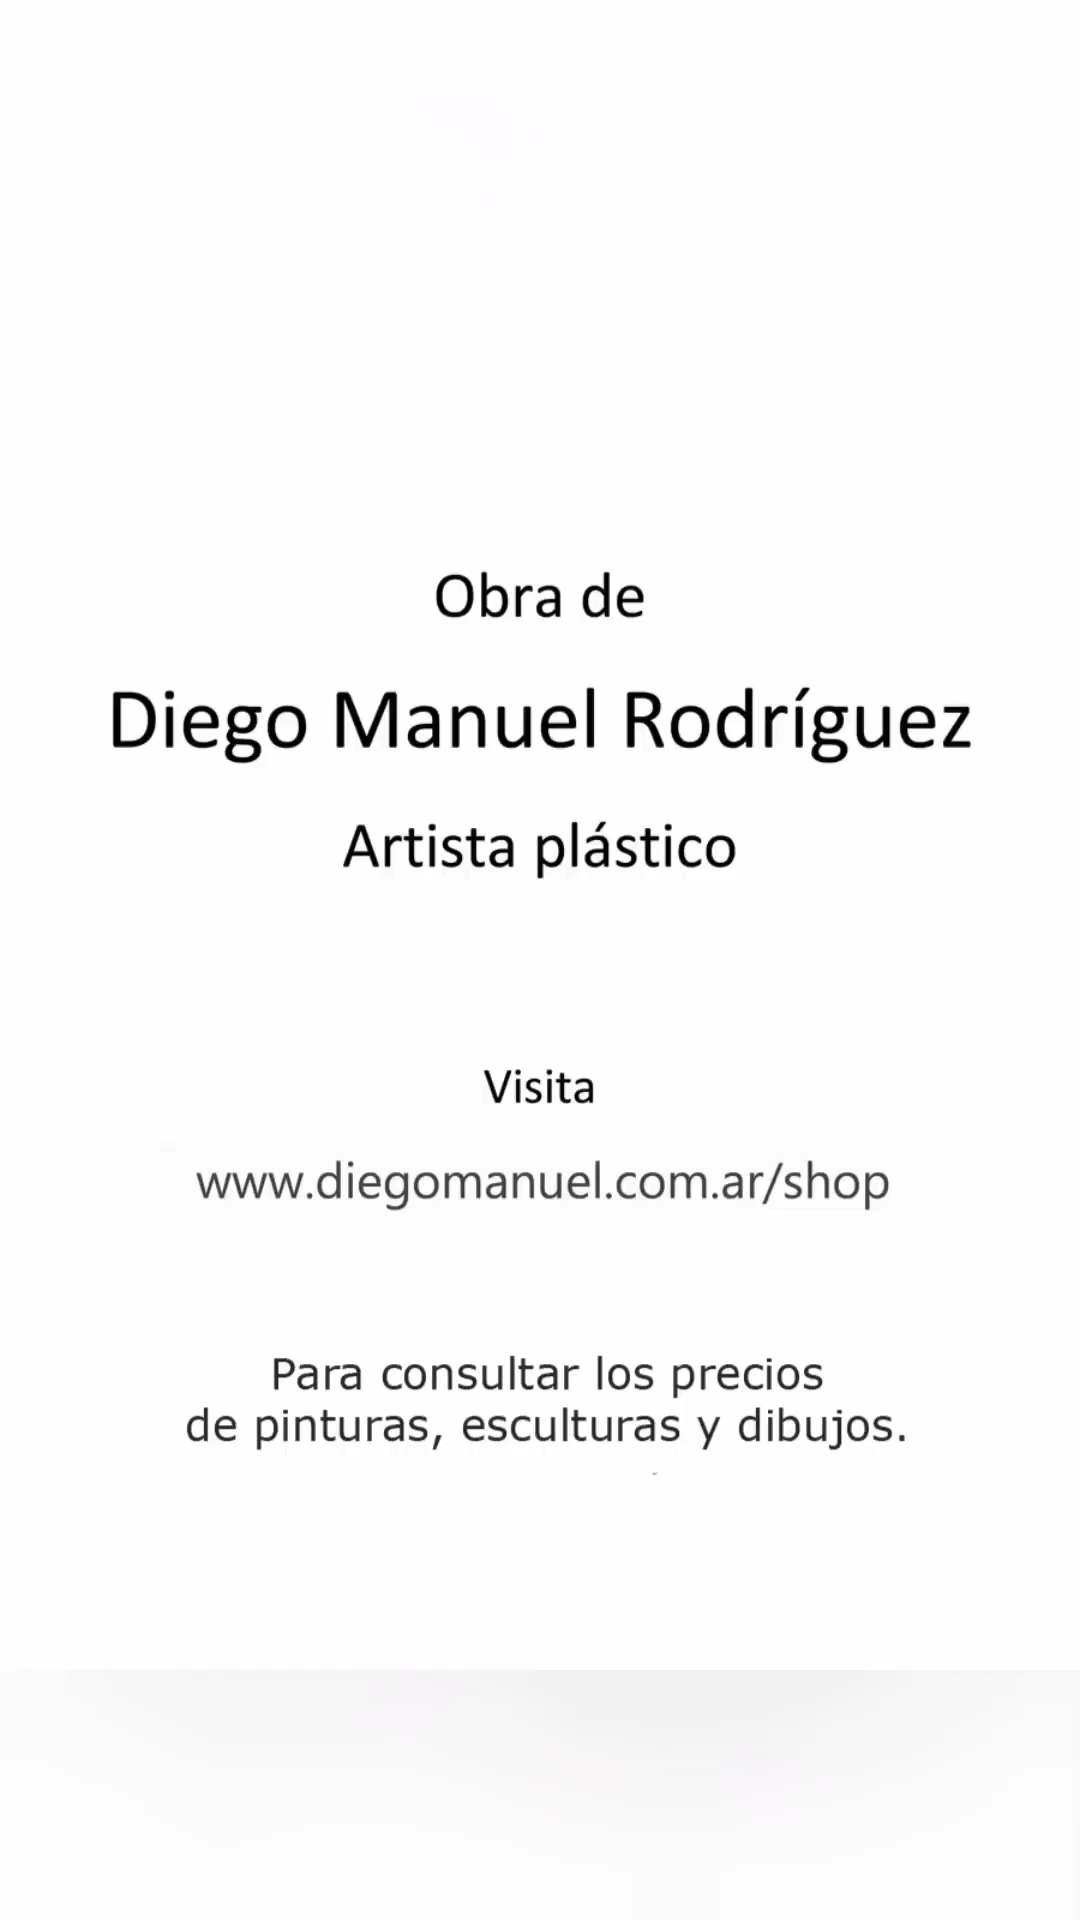 Obra de
Diego Manuel Rodríguez
Artista plástico
Visita
www.diegomanuel.com.ar/shop
Para consultar los precios
de pinturas, esculturas y dibujos.